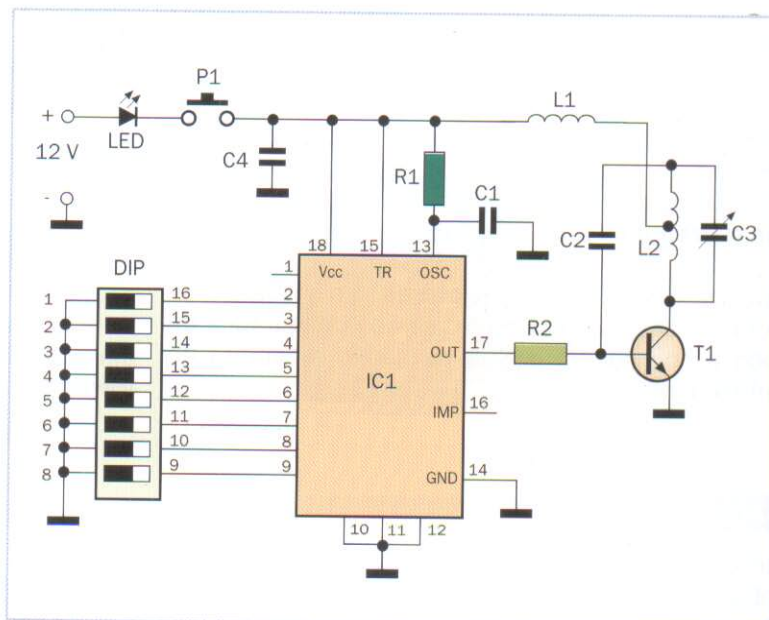 P1
L1
+
12 V
-
LED
C4
R1
C1
C2
L2
C3
18
15
13
Vcc
TR
OSC
DIP
1
1
16
2
2
15
3
3
14
4
4
13
5
5
12
6
6
11
7
7
10
8
8
9
9
IC1
OUT
17
R2
T1
IMP
16
GND
14
10
11
12